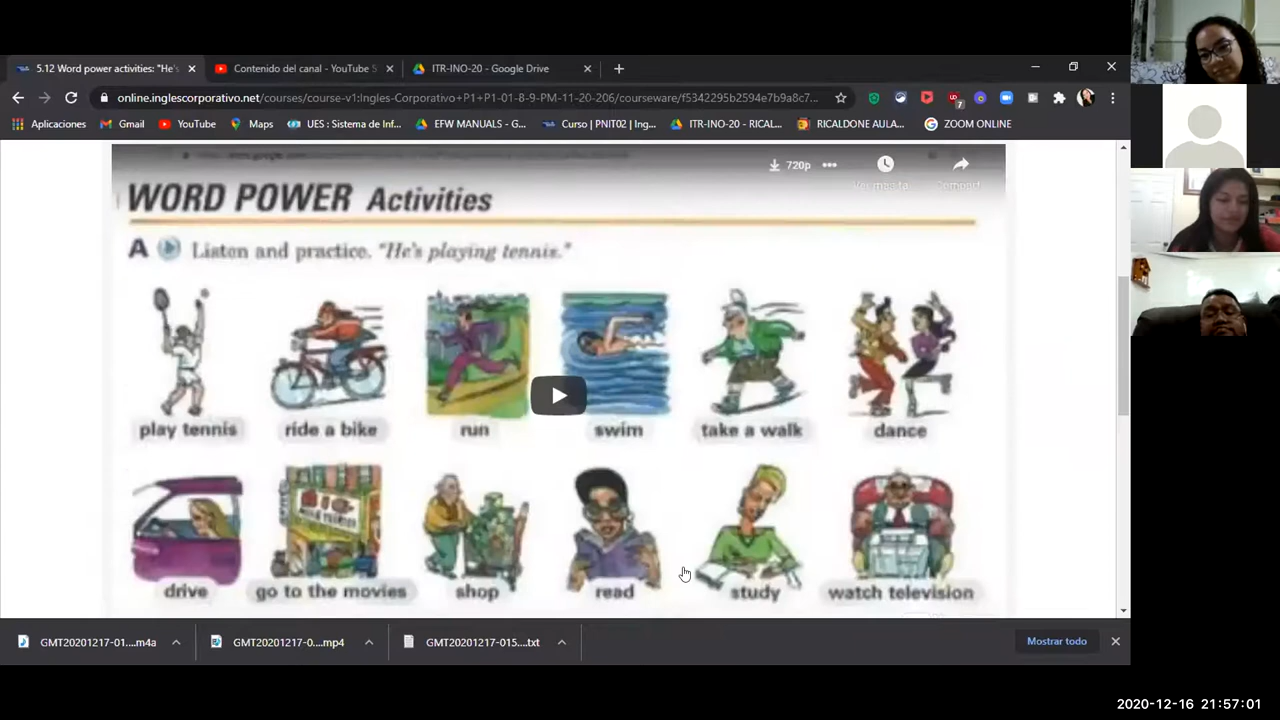 5.12 Word power activities: "He's
Contenido del canal - YouTube S
ITR-INO-20 - Google Drive
online.inglescorporativo.net/courses/course-v1:Ingles-Corporativo+P1+P1-01-8-9-PM-11-20-206/courseware/f5342295b2594e7b9a8c7...
Aplicaciones
Gmail
YouTube
Maps
UES : Sistema de Inf...
EFW MANUALS - G...
Curso | PNIT02 | Ing...
ITR-INO-20 - RICAL...
RICALDONE AULA...
ZOOM ONLINE
720p
WORD POWER Activities
A Listen and practice. "He's playing tennis."
play tennis ride a bike run swim take a walk dance
drive go to the movies shop read study watch television
GMT20201217-01....m4a
GMT20201217-0....mp4
GMT20201217-015....txt
Mostrar todo
2020-12-16 21:57:01